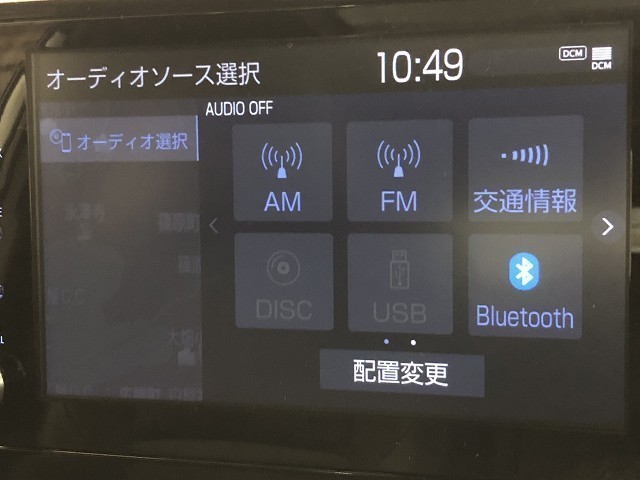 オーディオソース選択
10:49
DCM
DCM
AUDIO OFF
オーディオ選択
AM
FM
交通情報
DISC
USB
Bluetooth
配置変更